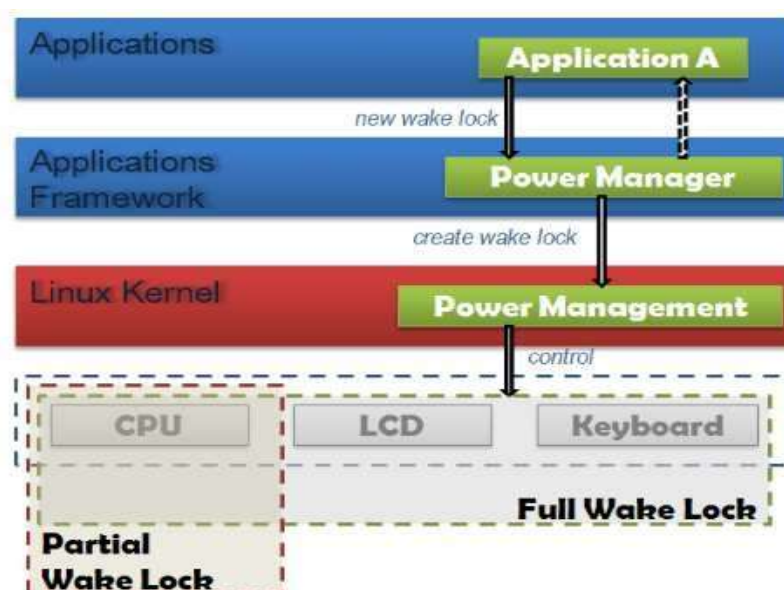 Applications
Application A
new wake lock
Applications
Framework
Power Manager
create wake lock
Linux Kernel
Power Management
control
CPU
LCD
Keyboard
Full Wake Lock
Partial
Wake Lock